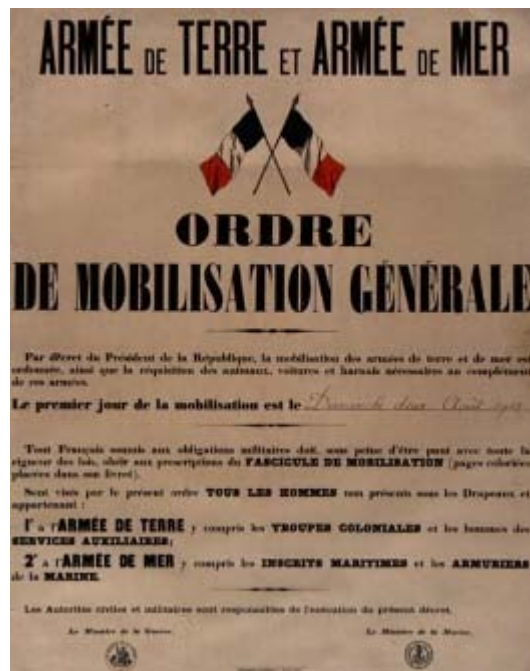 ARMÉE DE TERRE ET ARMÉE DE MER
ORDRE
DE MOBILISATION GÉNÉRALE
Par décret du Président de la République, la mobilisation des armées de terre et de mer est
ordonnée, ainsi que la réquisition des animaux, voitures et harnais nécessaires au complément
de ces armées.
Le premier jour de la mobilisation est le Dimanche deux Août 1914
Tout Français soumis aux obligations militaires doit, sous peine d'être puni avec toute la
rigueur des lois, obéir aux prescriptions du FASCICULE DE MOBILISATION (pages coloriées
placées dans son livret).
Sont visés par le présent ordre TOUS LES HOMMES non présents sous les Drapeaux et
appartenant :
1° à l'ARMÉE DE TERRE y compris les TROUPES COLONIALES et les hommes des
SERVICES AUXILIAIRES;
2° à l'ARMÉE DE MER y compris les INSCRITS MARITIMES et les ARMURIERS
de la MARINE.
Les Autorités civiles et militaires sont responsables de l'exécution du présent décret.
Le Ministre de la Guerre, Le Ministre de la Marine,